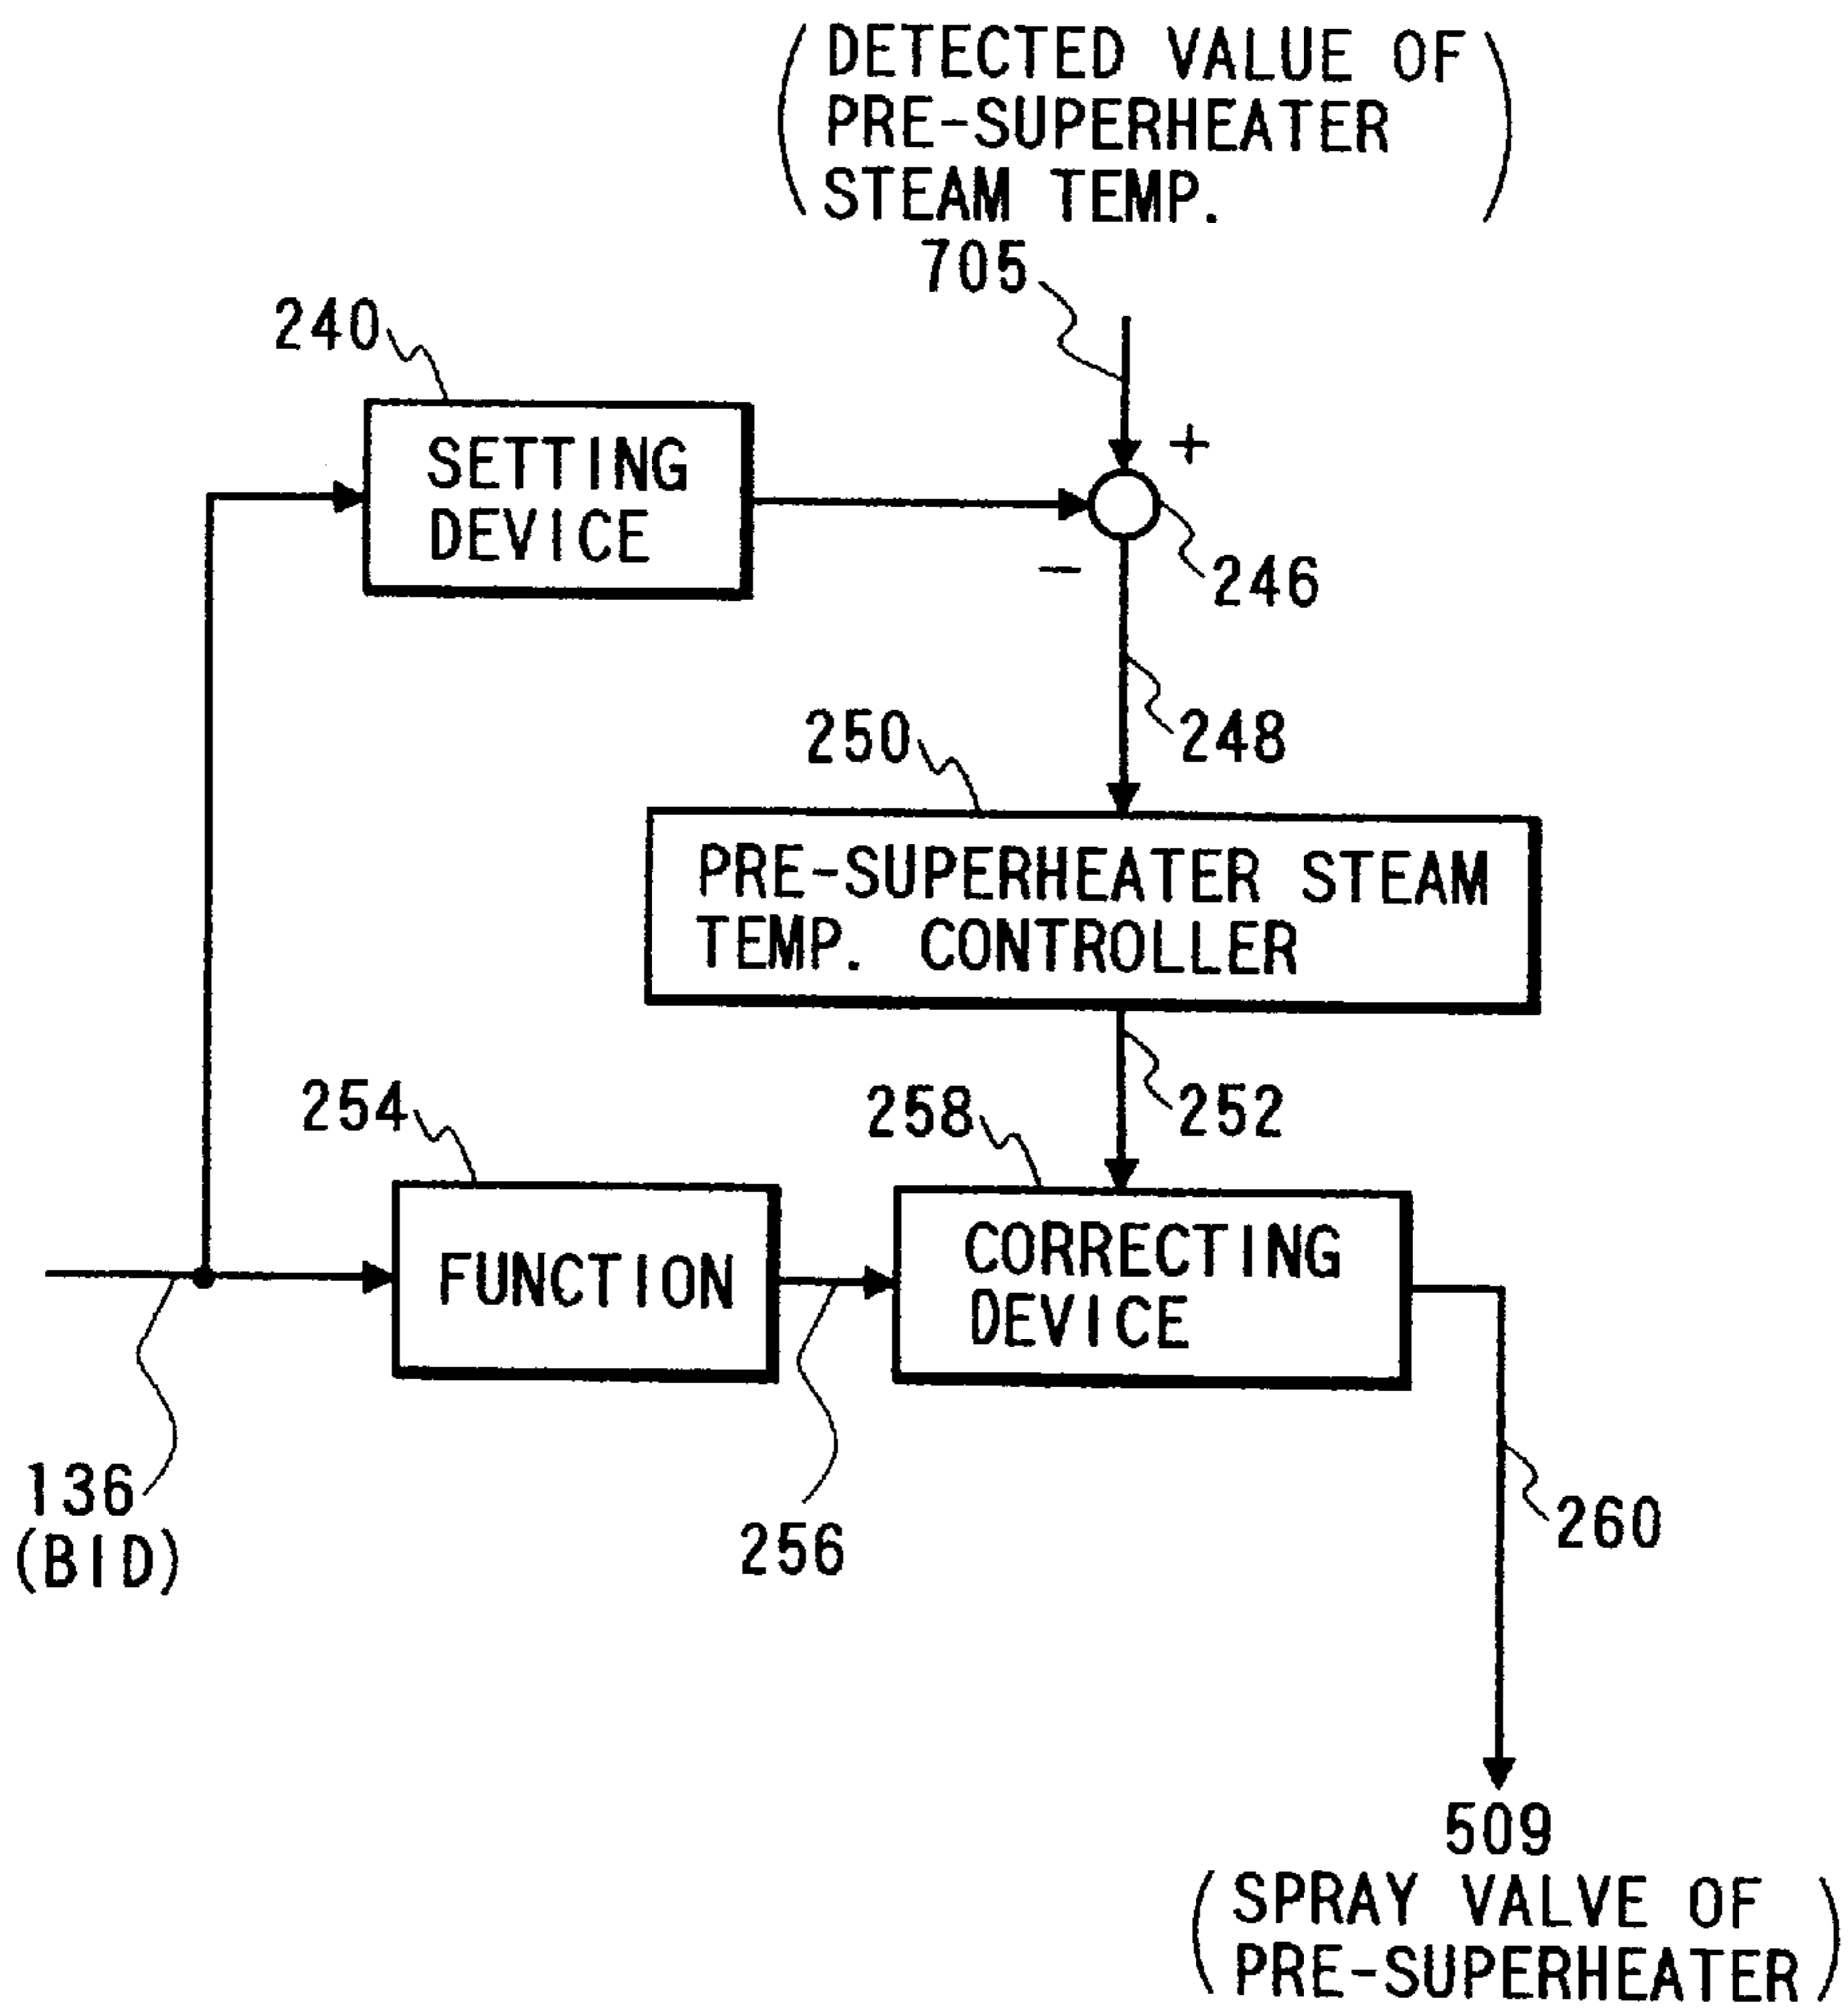 DETECTED VALUE OF
PRE-SUPERHEATER
STEAM TEMP.
705
240
SETTING
DEVICE
+
-
246
248
250
PRE-SUPERHEATER STEAM
TEMP. CONTROLLER
252
254
258
FUNCTION
CORRECTING
DEVICE
136
(BID)
256
260
509
(SPRAY VALVE OF
PRE-SUPERHEATER)